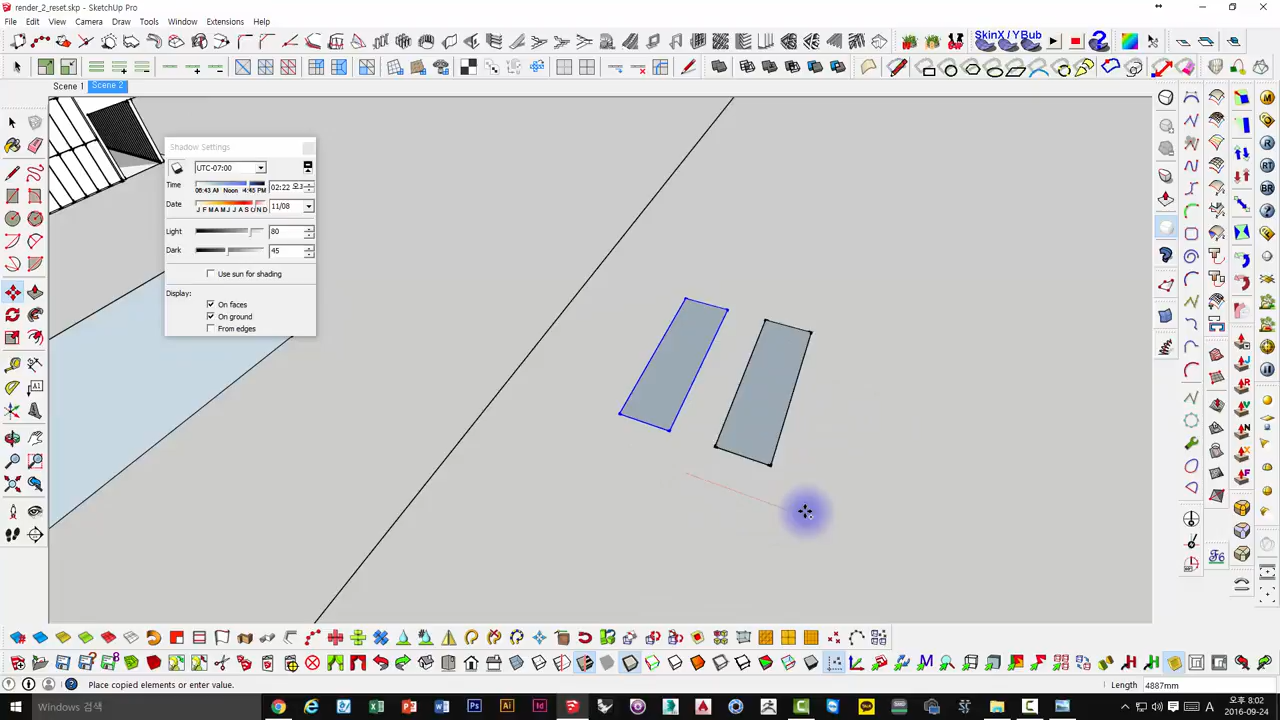 render_2_reset.skp - SketchUp Pro
File Edit View Camera Draw Tools Window Extensions Help
SkinX / YBub
Scene 1 Scene 2
Shadow Settings
UTC-07:00
Time 02:22 오후
06:43 AM Noon 4:45 PM
Date 11/08
J F M A M J J A S O N D
Light 80
Dark 45
Use sun for shading
Display:
On faces
On ground
From edges
Place copied elements or enter value.
Length 4887mm
Windows 검색
A 오후 8:02
2016-09-24